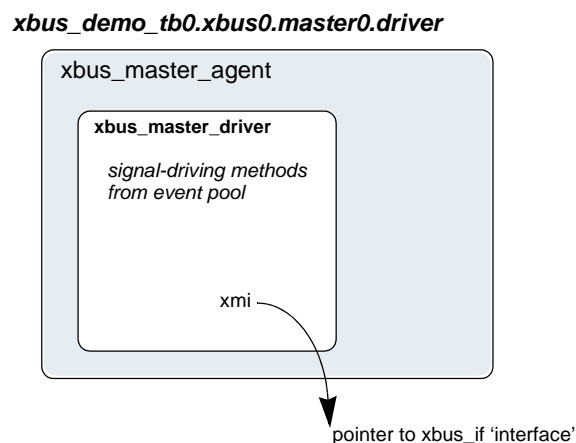 xbus_demo_tb0.xbus0.master0.driver
xbus_master_agent
xbus_master_driver
signal-driving methods
from event pool
xmi
pointer to xbus_if ‘interface’